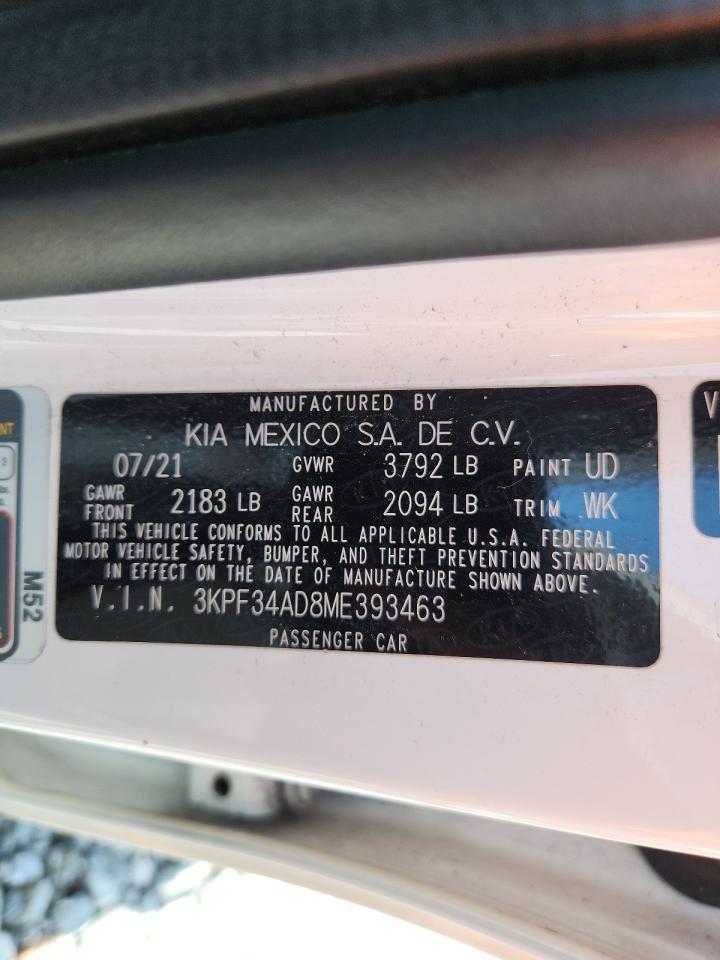 MANUFACTURED BY
KIA MEXICO S.A. DE C.V.
07/21 GVWR 3792 LB PAINT UD
GAWR FRONT 2183 LB GAWR REAR 2094 LB TRIM WK
THIS VEHICLE CONFORMS TO ALL APPLICABLE U.S.A. FEDERAL
MOTOR VEHICLE SAFETY, BUMPER, AND THEFT PREVENTION STANDARDS
IN EFFECT ON THE DATE OF MANUFACTURE SHOWN ABOVE.
V.I.N. 3KPF34AD8ME393463
PASSENGER CAR
M52